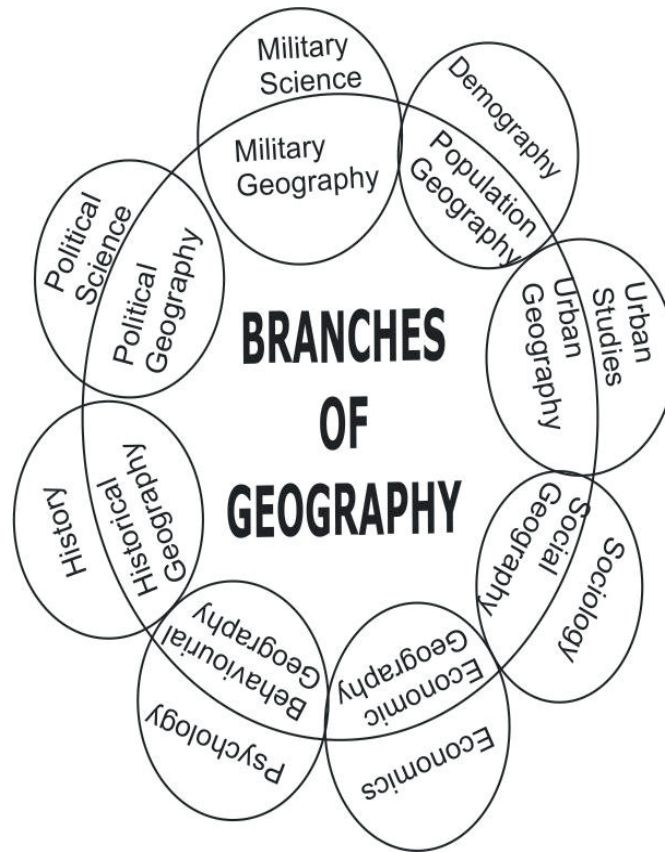 Military
Science
Military
Geography
Demography
Population
Geography
Urban
Studies
Urban
Geography
Social
Geography
Sociology
Economic
Geography
Economics
Behaviourial
Geography
Psychology
History
Historical
Geography
Political
Science
Political
Geography
BRANCHES
OF
GEOGRAPHY